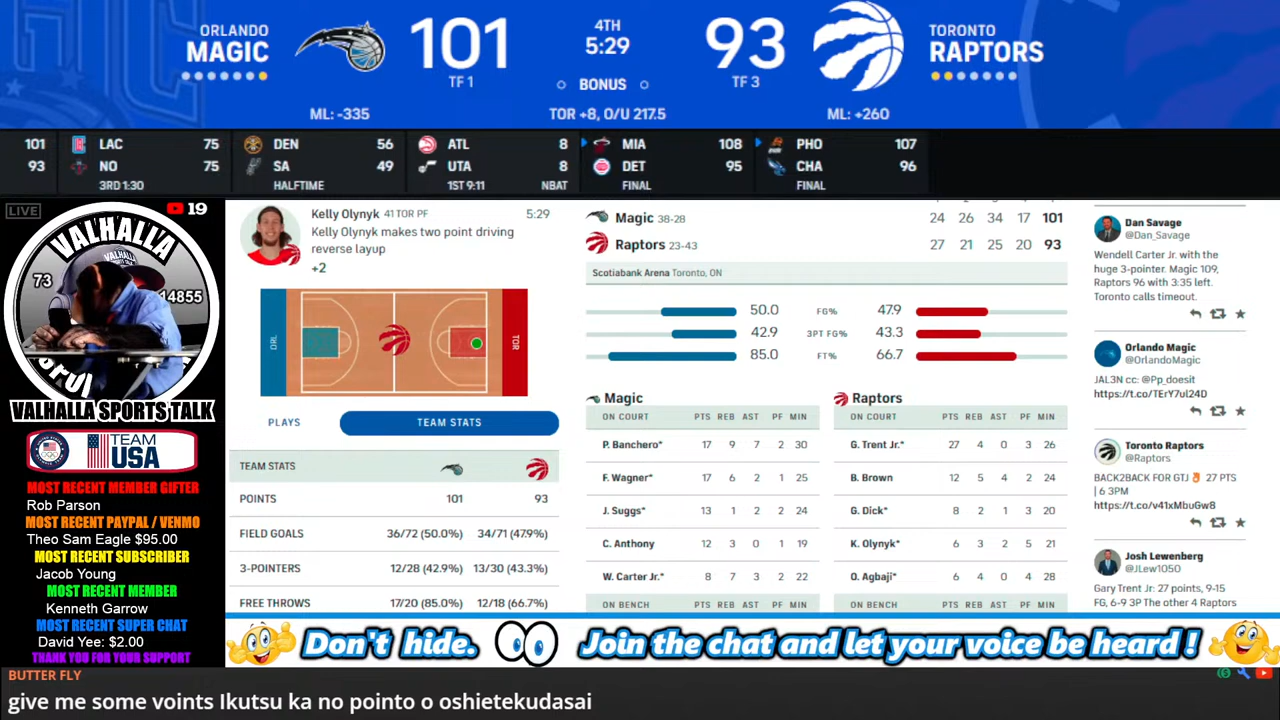 ORLANDO
MAGIC
101
TF 1
4TH
5:29
BONUS
93
TF 3
TORONTO
RAPTORS
ML: -335
TOR +8, O/U 217.5
ML: +260
101
93
LAC 75
NO 75
3RD 1:30
DEN 56
SA 49
HALFTIME
ATL 8
UTA 8
1ST 9:11 NBAT
MIA 108
DET 95
FINAL
PHO 107
CHA 96
FINAL
LIVE
19
VALHALLA
73
14855
VALHALLA SPORTS TALK
TEAM
USA
MOST RECENT MEMBER GIFTER
Rob Parson
MOST RECENT PAYPAL / VENMO
Theo Sam Eagle $95.00
MOST RECENT SUBSCRIBER
Jacob Young
MOST RECENT MEMBER
Kenneth Garrow
MOST RECENT SUPER CHAT
David Yee: $2.00
THANK YOU FOR YOUR SUPPORT
Kelly Olynyk 41 TOR PF 5:29
Kelly Olynyk makes two point driving
reverse layup
+2
ORL
TOR
PLAYS
TEAM STATS
TEAM STATS
POINTS 101 93
FIELD GOALS 36/72 (50.0%) 34/71 (47.9%)
3-POINTERS 12/28 (42.9%) 13/30 (43.3%)
FREE THROWS 17/20 (85.0%) 12/18 (66.7%)
Magic 38-28 24 26 34 17 101
Raptors 23-43 27 21 25 20 93
Scotiabank Arena Toronto, ON
50.0 FG% 47.9
42.9 3PT FG% 43.3
85.0 FT% 66.7
Magic
ON COURT PTS REB AST PF MIN
P. Banchero* 17 9 7 2 30
F. Wagner* 17 6 2 1 25
J. Suggs* 13 1 2 2 24
C. Anthony 12 3 0 1 19
W. Carter Jr.* 8 7 3 2 22
ON BENCH PTS REB AST PF MIN
Raptors
ON COURT PTS REB AST PF MIN
G. Trent Jr.* 27 4 0 3 26
B. Brown 12 5 4 2 24
G. Dick* 8 2 1 3 20
K. Olynyk* 6 3 2 5 21
O. Agbaji* 6 4 0 4 28
ON BENCH PTS REB AST PF MIN
Dan Savage
@Dan_Savage
Wendell Carter Jr. with the
huge 3-pointer. Magic 109,
Raptors 96 with 3:35 left.
Toronto calls timeout.
Orlando Magic
@OrlandoMagic
JAL3N cc: @Pp_doesit
https://t.co/TErY7ul24D
Toronto Raptors
@Raptors
BACK2BACK FOR GTJ 27 PTS
| 6 3PM
https://t.co/v41xMbuGw8
Josh Lewenberg
@JLew1050
Gary Trent Jr: 27 points, 9-15
FG, 6-9 3P The other 4 Raptors
Don't hide. Join the chat and let your voice be heard !
BUTTER FLY
give me some voints Ikutsu ka no pointo o oshietekudasai